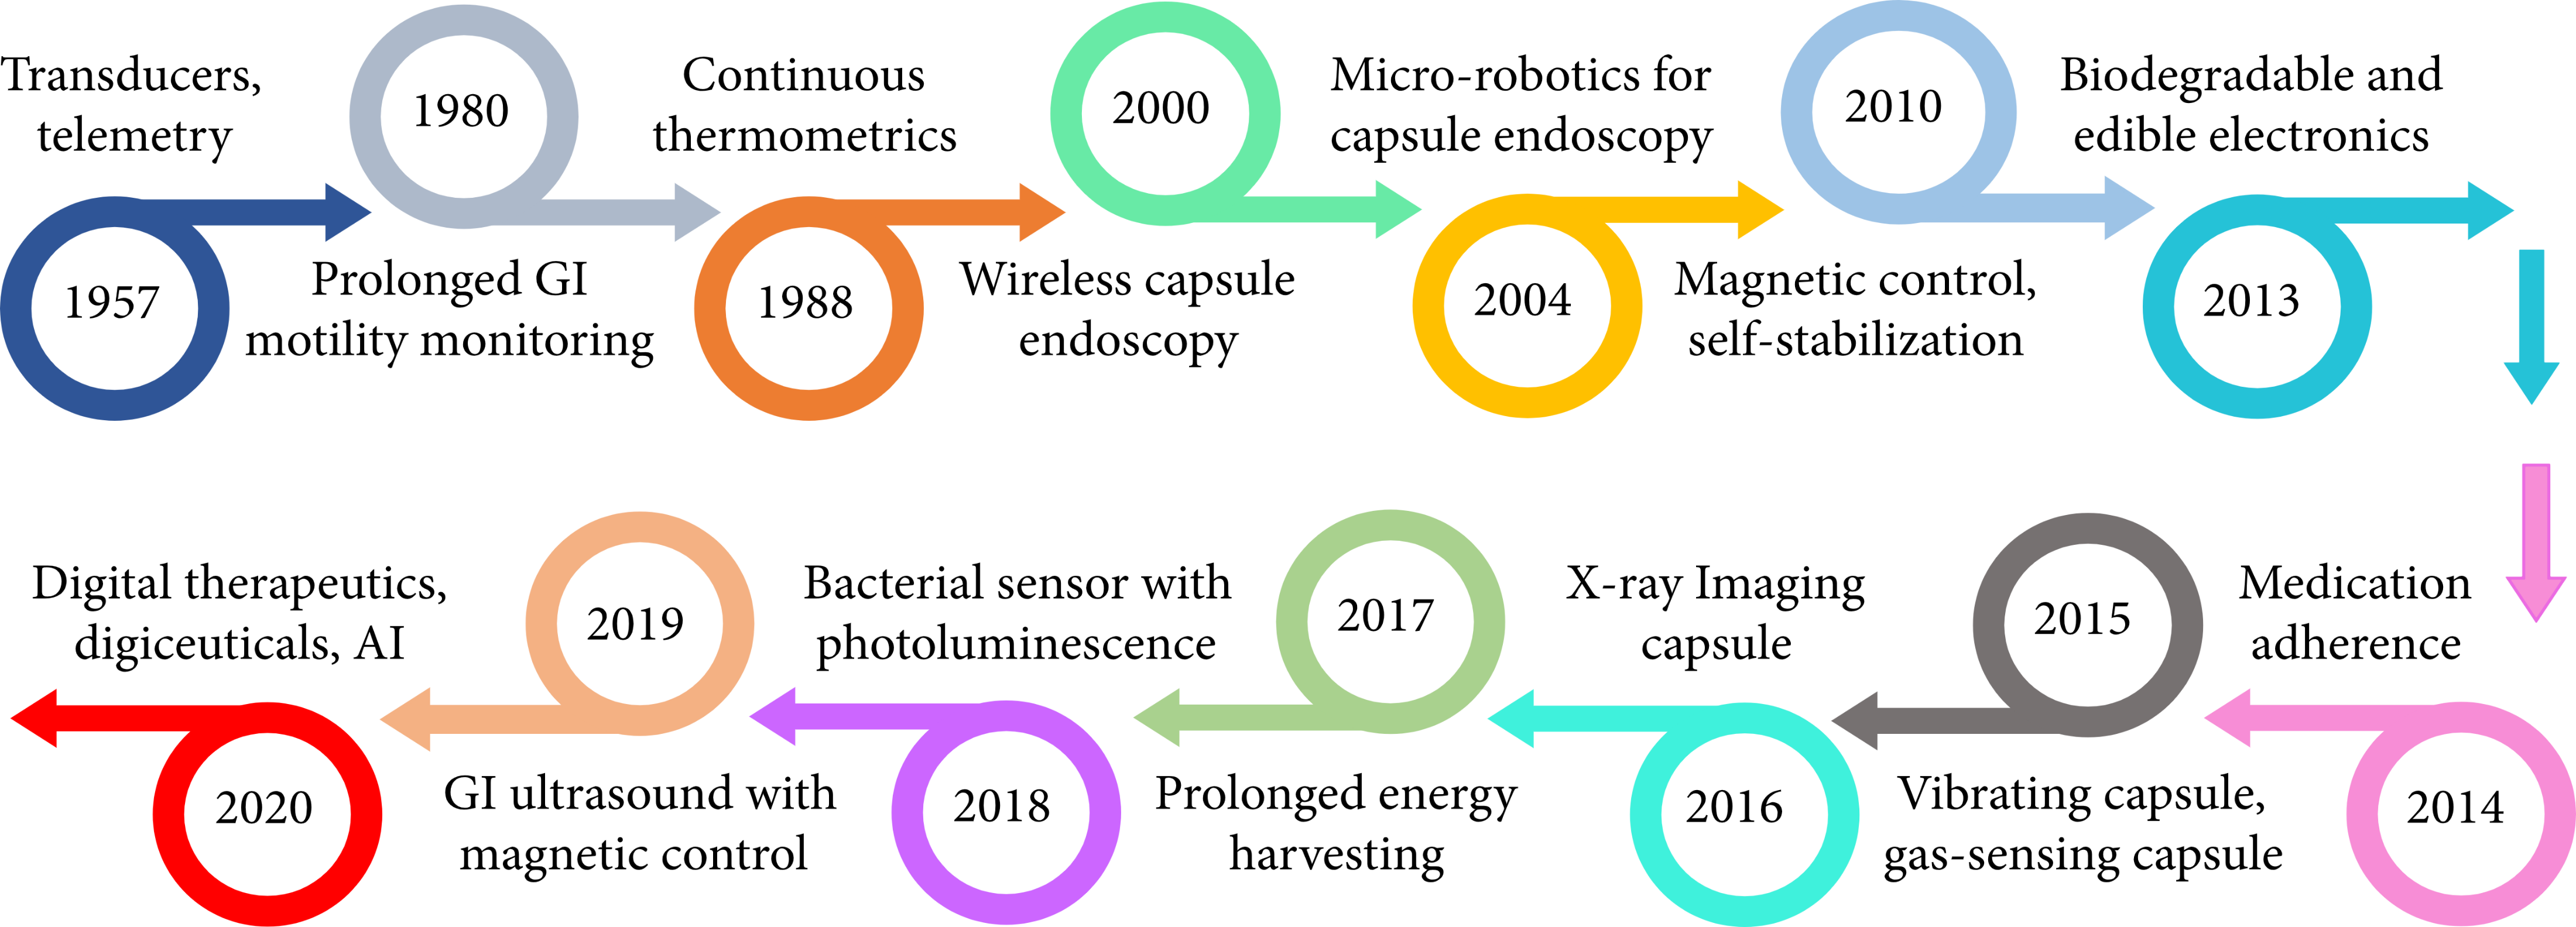 Transducers,
telemetry
1957
1980
Prolonged GI
motility monitoring
Continuous
thermometrics
1988
2000
Wireless capsule
endoscopy
Micro-robotics for
capsule endoscopy
2004
2010
Magnetic control,
self-stabilization
Biodegradable and
edible electronics
2013
Medication
adherence
2014
2015
Vibrating capsule,
gas-sensing capsule
X-ray Imaging
capsule
2016
2017
Prolonged energy
harvesting
Bacterial sensor with
photoluminescence
2018
2019
GI ultrasound with
magnetic control
Digital therapeutics,
digiceuticals, AI
2020